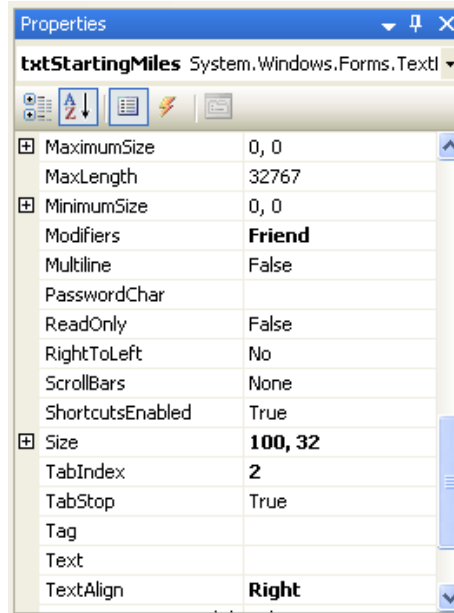 Properties
txtStartingMiles System.Windows.Forms.Text
MaximumSize 0, 0
MaxLength 32767
MinimumSize 0, 0
Modifiers Friend
Multiline False
PasswordChar
ReadOnly False
RightToLeft No
ScrollBars None
ShortcutsEnabled True
Size 100, 32
TabIndex 2
TabStop True
Tag
Text
TextAlign Right